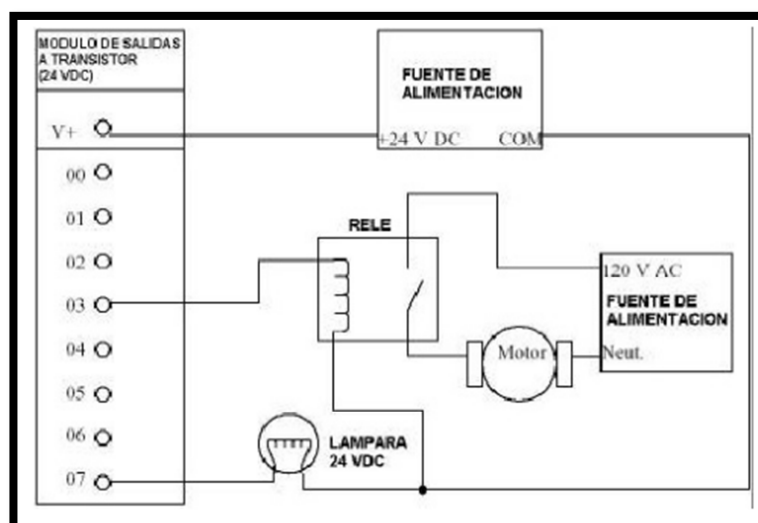 MODULO DE SALIDAS
A TRANSISTOR
(24 VDC)
V+
00
01
02
03
04
05
06
07
FUENTE DE
ALIMENTACION
+24 V DC COM
RELE
120 V AC
FUENTE DE
ALIMENTACION
Neut.
Motor
LAMPARA
24 VDC